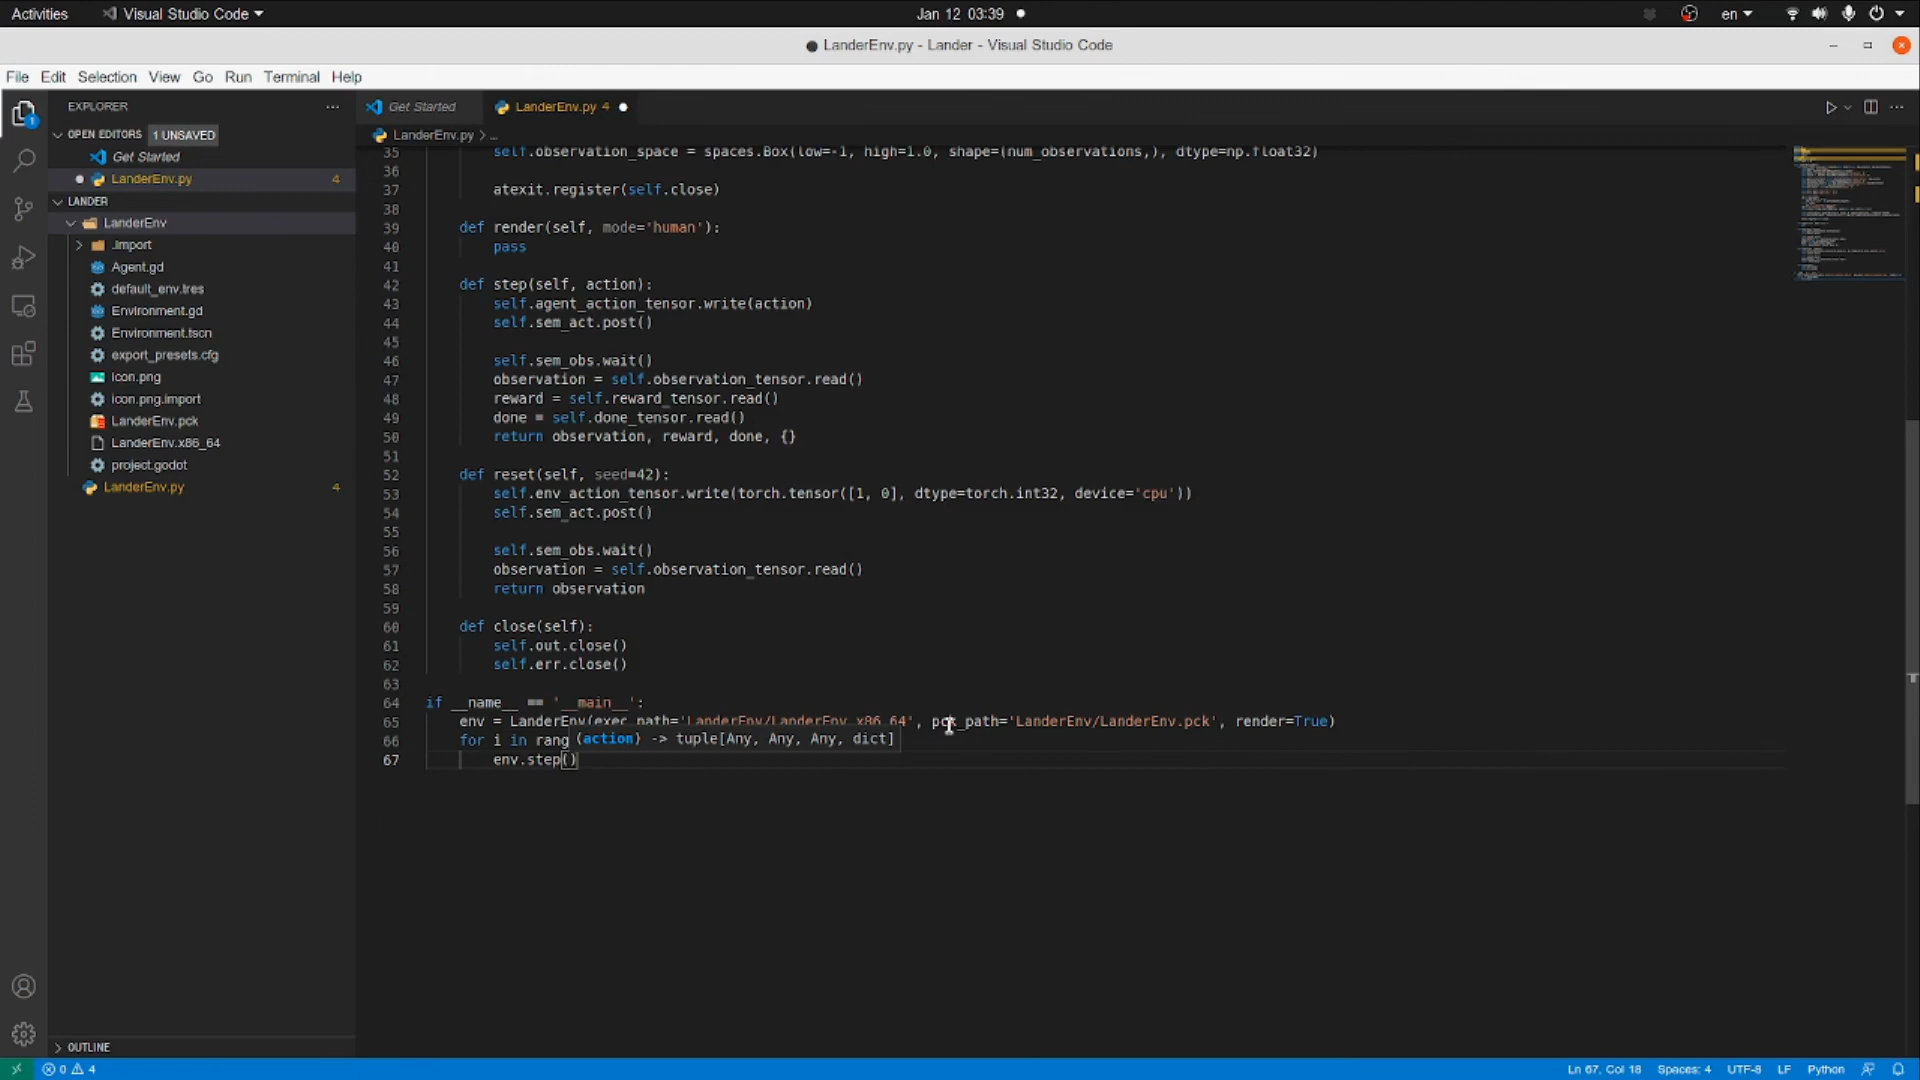 Activities
Visual Studio Code
Jan 12 03:39
en
LanderEnv.py - Lander - Visual Studio Code
File Edit Selection View Go Run Terminal Help
EXPLORER
OPEN EDITORS 1 UNSAVED
Get Started
LanderEnv.py 4
LANDER
LanderEnv
.import
Agent.gd
default_env.tres
Environment.gd
Environment.tscn
export_presets.cfg
icon.png
icon.png.import
LanderEnv.pck
LanderEnv.x86_64
project.godot
LanderEnv.py 4
OUTLINE
Get Started
LanderEnv.py 4
LanderEnv.py > ...
35 self.observation_space = spaces.Box(low=-1, high=1.0, shape=(num_observations,), dtype=np.float32)
36
37 atexit.register(self.close)
38
39 def render(self, mode='human'):
40 pass
41
42 def step(self, action):
43 self.agent_action_tensor.write(action)
44 self.sem_act.post()
45
46 self.sem_obs.wait()
47 observation = self.observation_tensor.read()
48 reward = self.reward_tensor.read()
49 done = self.done_tensor.read()
50 return observation, reward, done, {}
51
52 def reset(self, seed=42):
53 self.env_action_tensor.write(torch.tensor([1, 0], dtype=torch.int32, device='cpu'))
54 self.sem_act.post()
55
56 self.sem_obs.wait()
57 observation = self.observation_tensor.read()
58 return observation
59
60 def close(self):
61 self.out.close()
62 self.err.close()
63
64 if __name__ == '__main__':
65 env = LanderEnv(exec_path='LanderEnv/LanderEnv.x86_64', pck_path='LanderEnv/LanderEnv.pck', render=True)
66 for i in rang
(action) -> tuple[Any, Any, Any, dict]
67 env.step()
0 4
Ln 67, Col 18 Spaces: 4 UTF-8 LF Python